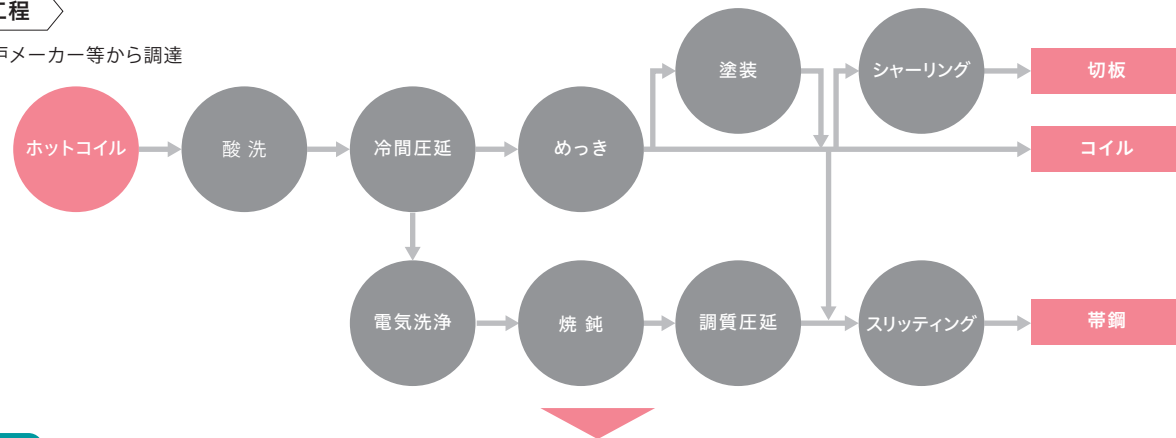 工程
メーカー等から調達
ホットコイル
酸洗
冷間圧延
めっき
塗装
シャーリング
切板
コイル
電気洗浄
焼鈍
調質圧延
スリッティング
帯鋼